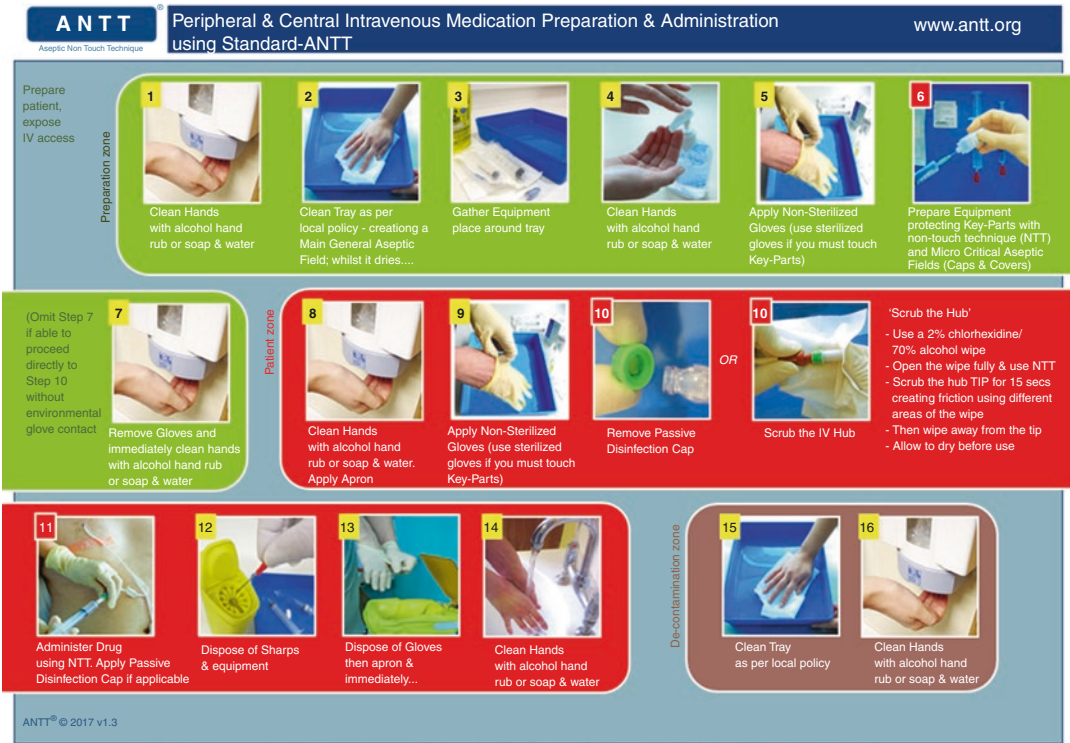 ANTT®
Aseptic Non Touch Technique
Peripheral & Central Intravenous Medication Preparation & Administration
using Standard-ANTT
www.antt.org
Prepare
patient,
expose
IV access
Preparation zone
1
Clean Hands
with alcohol hand
rub or soap & water
2
Clean Tray as per
local policy - creationg a
Main General Aseptic
Field; whilst it dries....
3
Gather Equipment
place around tray
4
Clean Hands
with alcohol hand
rub or soap & water
5
Apply Non-Sterilized
Gloves (use sterilized
gloves if you must touch
Key-Parts)
6
Prepare Equipment
protecting Key-Parts with
non-touch technique (NTT)
and Micro Critical Aseptic
Fields (Caps & Covers)
(Omit Step 7
if able to
proceed
directly to
Step 10
without
environmental
glove contact
7
Remove Gloves and
immediately clean hands
with alcohol hand rub
or soap & water
Patient zone
8
Clean Hands
with alcohol hand
rub or soap & water.
Apply Apron
9
Apply Non-Sterilized
Gloves (use sterilized
gloves if you must touch
Key-Parts)
10
Remove Passive
Disinfection Cap
OR
10
Scrub the IV Hub
‘Scrub the Hub’
- Use a 2% chlorhexidine/
70% alcohol wipe
- Open the wipe fully & use NTT
- Scrub the hub TIP for 15 secs
creating friction using different
areas of the wipe
- Then wipe away from the tip
- Allow to dry before use
11
Administer Drug
using NTT. Apply Passive
Disinfection Cap if applicable
12
Dispose of Sharps
& equipment
13
Dispose of Gloves
then apron &
immediately...
14
Clean Hands
with alcohol hand
rub or soap & water
De-contamination zone
15
Clean Tray
as per local policy
16
Clean Hands
with alcohol hand
rub or soap & water
ANTT® © 2017 v1.3